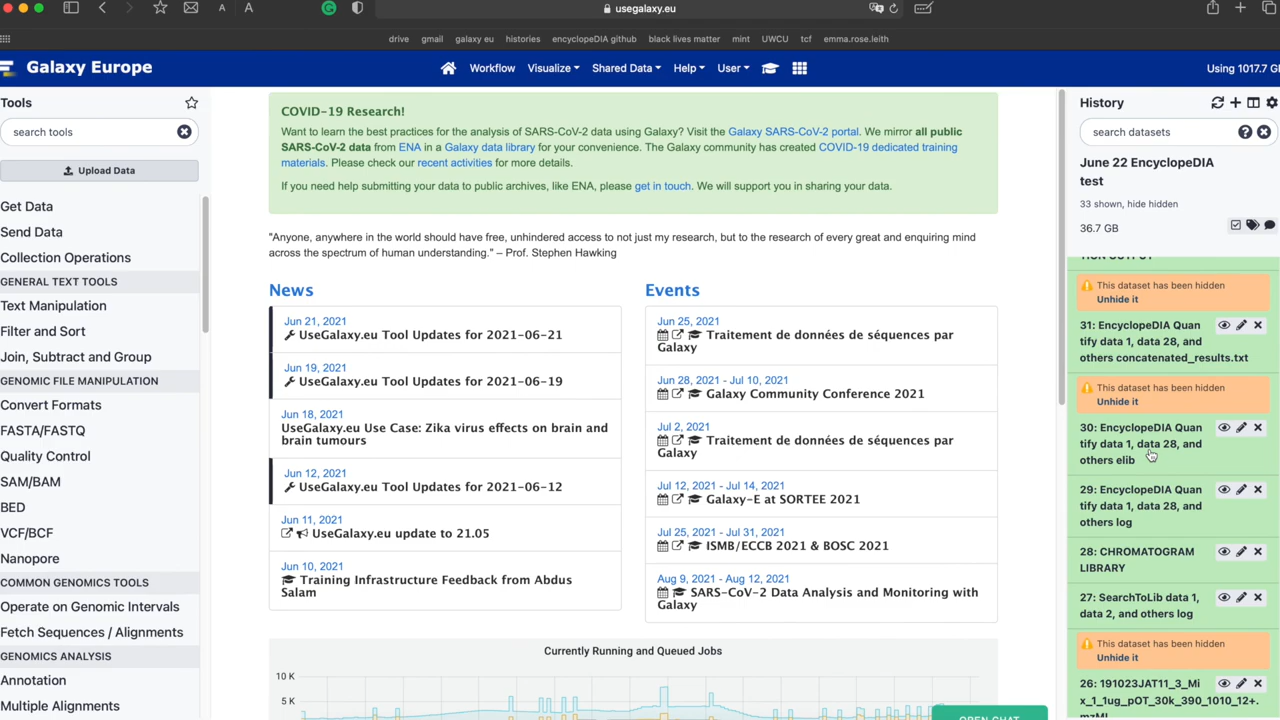 usegalaxy.eu
drive gmail galaxy eu histories encyclopeDIA github black lives matter mint UWCU tcf emma.rose.leith
Galaxy Europe
Workflow Visualize Shared Data Help User
Using 1017.7 G
Tools
search tools
Upload Data
Get Data
Send Data
Collection Operations
GENERAL TEXT TOOLS
Text Manipulation
Filter and Sort
Join, Subtract and Group
GENOMIC FILE MANIPULATION
Convert Formats
FASTA/FASTQ
Quality Control
SAM/BAM
BED
VCF/BCF
Nanopore
COMMON GENOMICS TOOLS
Operate on Genomic Intervals
Fetch Sequences / Alignments
GENOMICS ANALYSIS
Annotation
Multiple Alignments
COVID-19 Research!
Want to learn the best practices for the analysis of SARS-CoV-2 data using Galaxy? Visit the Galaxy SARS-CoV-2 portal. We mirror all public
SARS-CoV-2 data from ENA in a Galaxy data library for your convenience. The Galaxy community has created COVID-19 dedicated training
materials. Please check our recent activities for more details.
If you need help submitting your data to public archives, like ENA, please get in touch. We will support you in sharing your data.
"Anyone, anywhere in the world should have free, unhindered access to not just my research, but to the research of every great and enquiring mind
across the spectrum of human understanding." – Prof. Stephen Hawking
News
Jun 21, 2021
UseGalaxy.eu Tool Updates for 2021-06-21
Jun 19, 2021
UseGalaxy.eu Tool Updates for 2021-06-19
Jun 18, 2021
UseGalaxy.eu Use Case: Zika virus effects on brain and
brain tumours
Jun 12, 2021
UseGalaxy.eu Tool Updates for 2021-06-12
Jun 11, 2021
UseGalaxy.eu update to 21.05
Jun 10, 2021
Training Infrastructure Feedback from Abdus
Salam
Events
Jun 25, 2021
Traitement de données de séquences par
Galaxy
Jun 28, 2021 - Jul 10, 2021
Galaxy Community Conference 2021
Jul 2, 2021
Traitement de données de séquences par
Galaxy
Jul 12, 2021 - Jul 14, 2021
Galaxy-E at SORTEE 2021
Jul 25, 2021 - Jul 31, 2021
ISMB/ECCB 2021 & BOSC 2021
Aug 9, 2021 - Aug 12, 2021
SARS-CoV-2 Data Analysis and Monitoring with
Galaxy
Currently Running and Queued Jobs
10 K
5 K
OPEN CHAT
History
search datasets
June 22 EncyclopeDIA
test
33 shown, hide hidden
36.7 GB
This dataset has been hidden
Unhide it
31: EncyclopeDIA Quan
tify data 1, data 28, and
others concatenated_results.txt
This dataset has been hidden
Unhide it
30: EncyclopeDIA Quan
tify data 1, data 28, and
others elib
29: EncyclopeDIA Quan
tify data 1, data 28, and
others log
28: CHROMATOGRAM
LIBRARY
27: SearchToLib data 1,
data 2, and others log
This dataset has been hidden
Unhide it
26: 191023JAT11_3_Mi
x_1_1ug_pOT_30k_390_1010_12+.
mzML